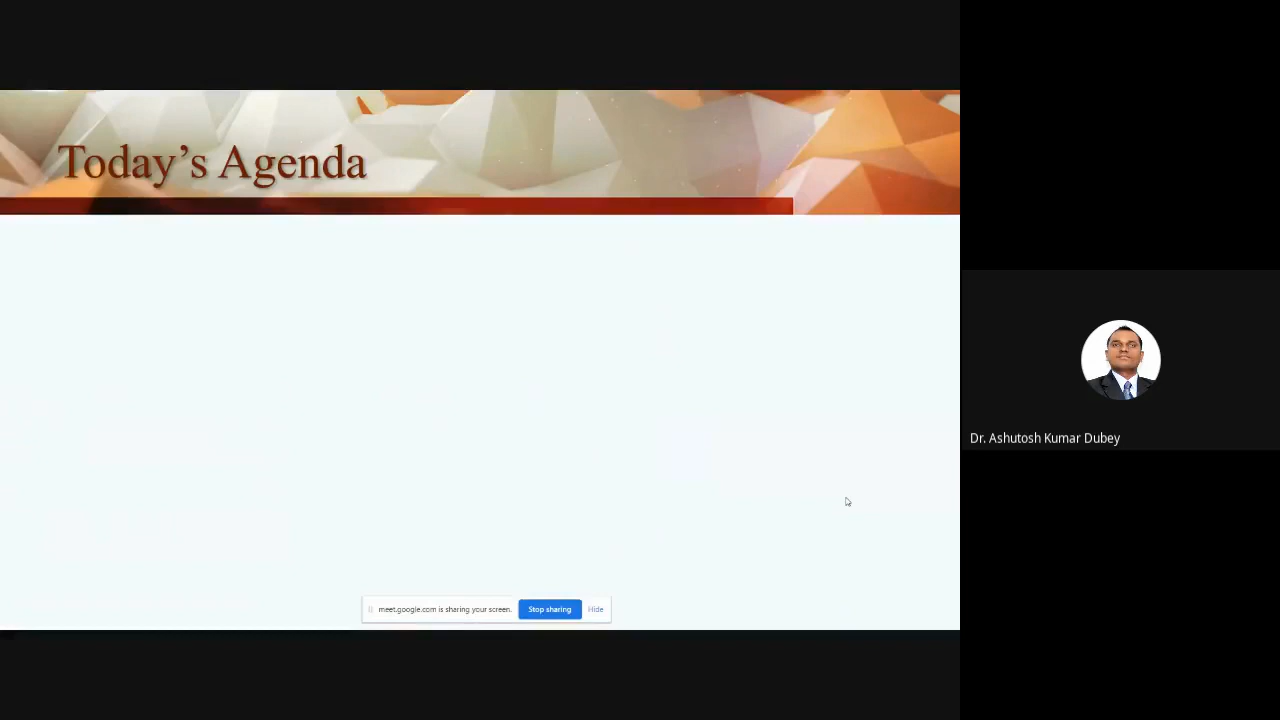 Today’s Agenda
meet.google.com is sharing your screen.
Stop sharing
Hide
Dr. Ashutosh Kumar Dubey